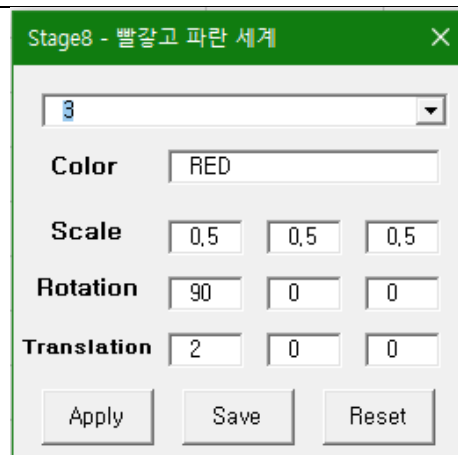 Stage8 - 빨갛고 파란 세계
3
Color RED
Scale 0,5 0,5 0,5
Rotation 90 0 0
Translation 2 0 0
Apply Save Reset